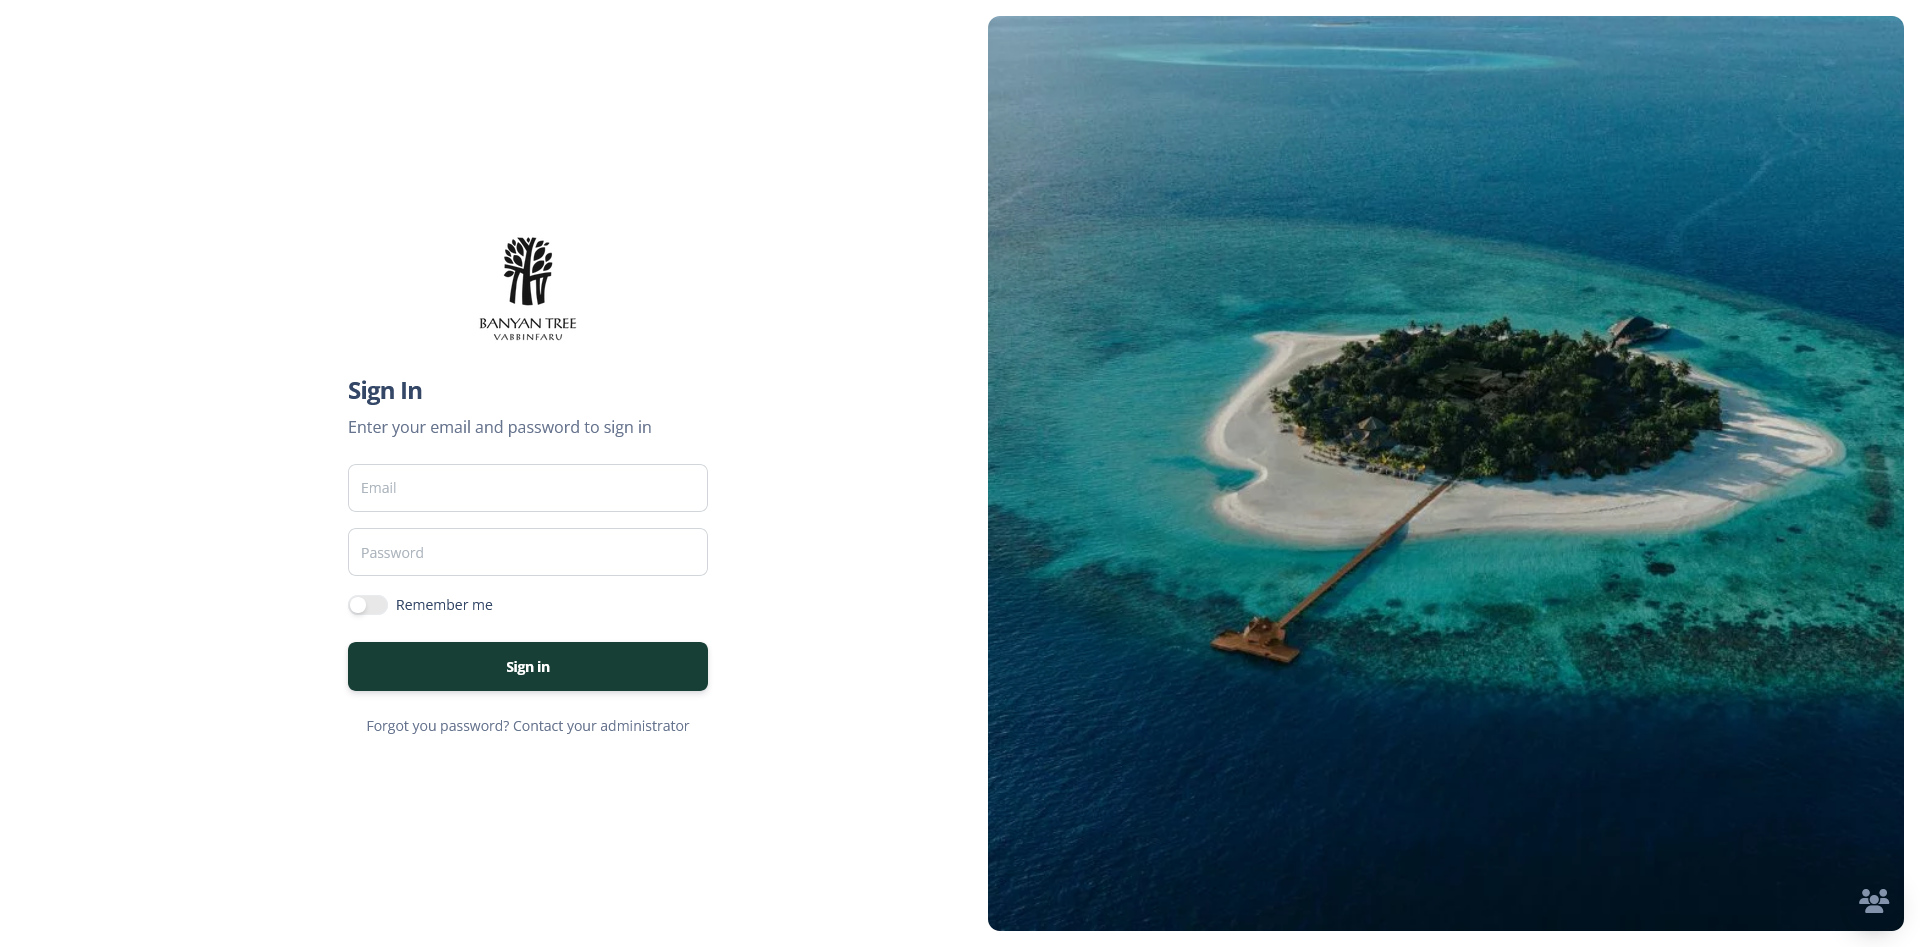 BANYAN TREE
VABBINFARU
Sign In
Enter your email and password to sign in
Email
Password
Remember me
Sign in
Forgot you password? Contact your administrator